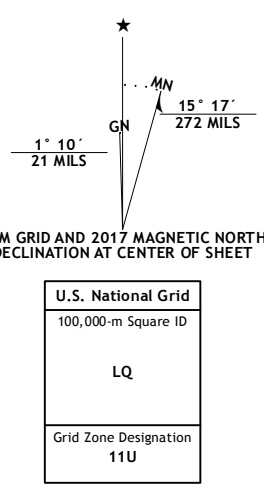 ★
MN
GN
15° 17´
272 MILS
1° 10´
21 MILS
M GRID AND 2017 MAGNETIC NORTH
DECLINATION AT CENTER OF SHEET
U.S. National Grid
100,000-m Square ID
LQ
Grid Zone Designation
11U